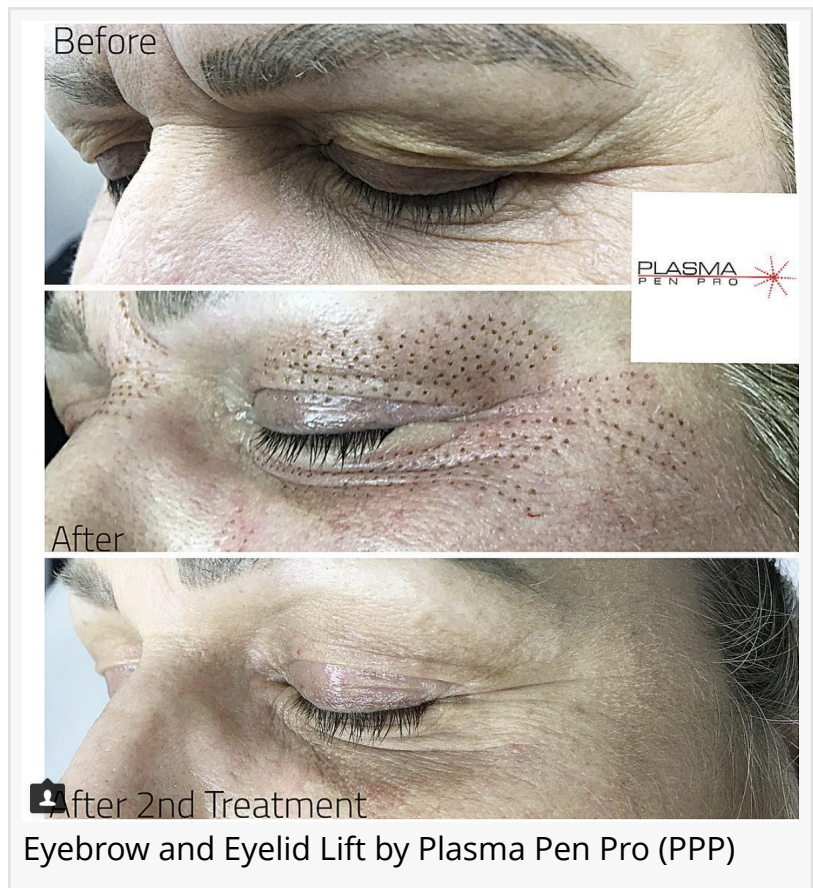 Before
PLASMA
PEN PRO
After
After 2nd Treatment
Eyebrow and Eyelid Lift by Plasma Pen Pro (PPP)